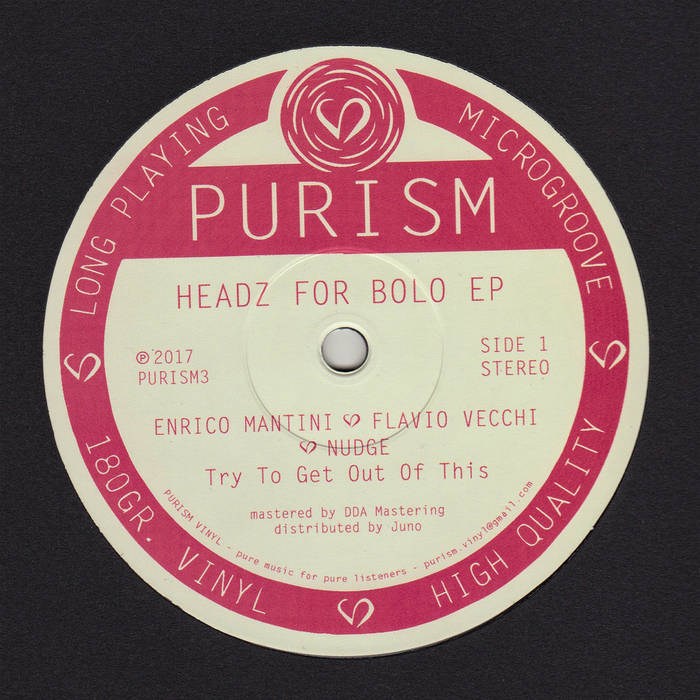 LONG PLAYING
MICROGROOVE
PURISM
HEADZ FOR BOLO EP
℗ 2017
PURISM3
SIDE 1
STEREO
ENRICO MANTINI FLAVIO VECCHI
NUDGE
Try To Get Out Of This
mastered by DDA Mastering
distributed by Juno
PURISM VINYL - pure music for pure listeners - purism.vinyl@gmail.com
180GR. VINYL
HIGH QUALITY